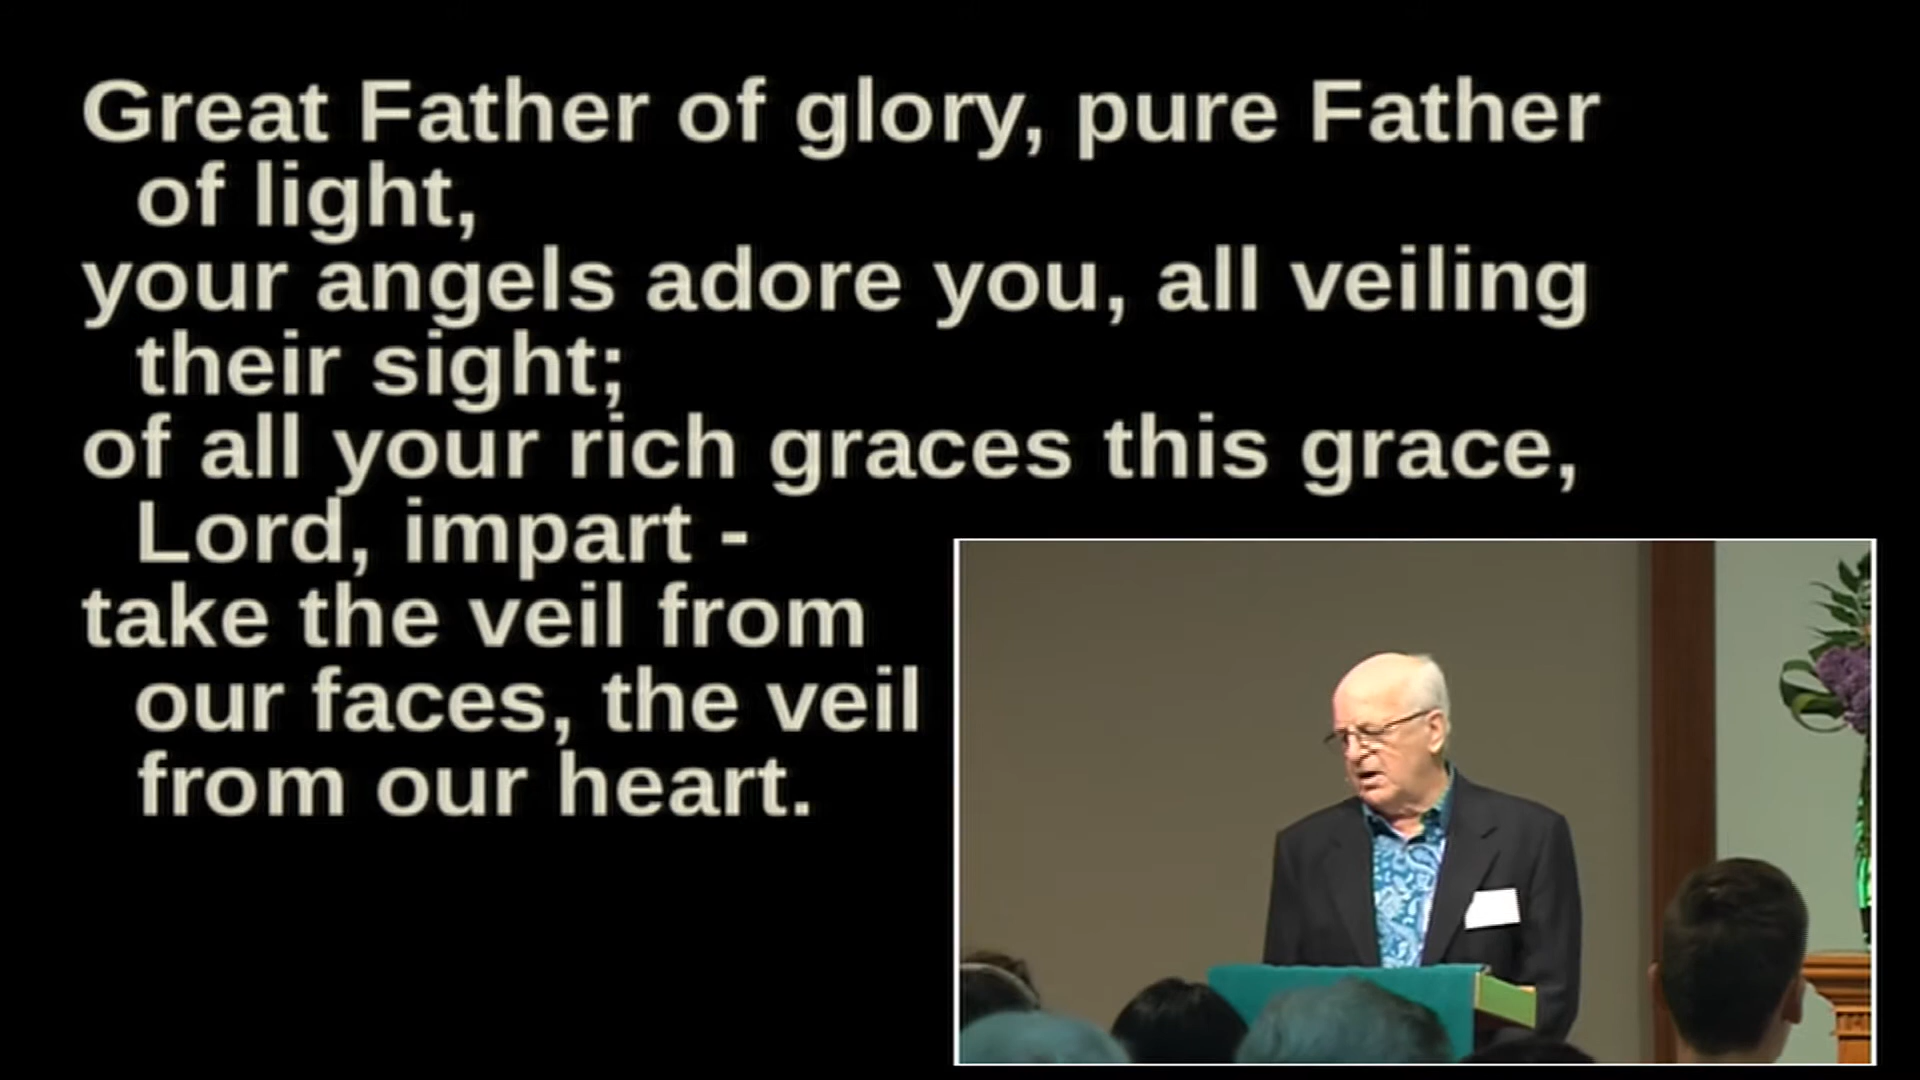 Great Father of glory, pure Father
of light,
your angels adore you, all veiling
their sight;
of all your rich graces this grace,
Lord, impart -
take the veil from
our faces, the veil
from our heart.